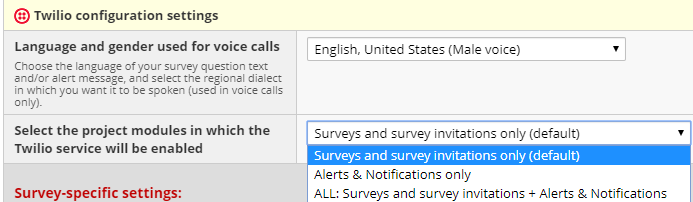 Twilio configuration settings
Language and gender used for voice calls
English, United States (Male voice)
Choose the language of your survey question text
and/or alert message, and select the regional dialect
in which you want it to be spoken (used in voice calls
only).
Select the project modules in which the
Twilio service will be enabled
Surveys and survey invitations only (default)
Surveys and survey invitations only (default)
Alerts & Notifications only
ALL: Surveys and survey invitations + Alerts & Notifications
Survey-specific settings: